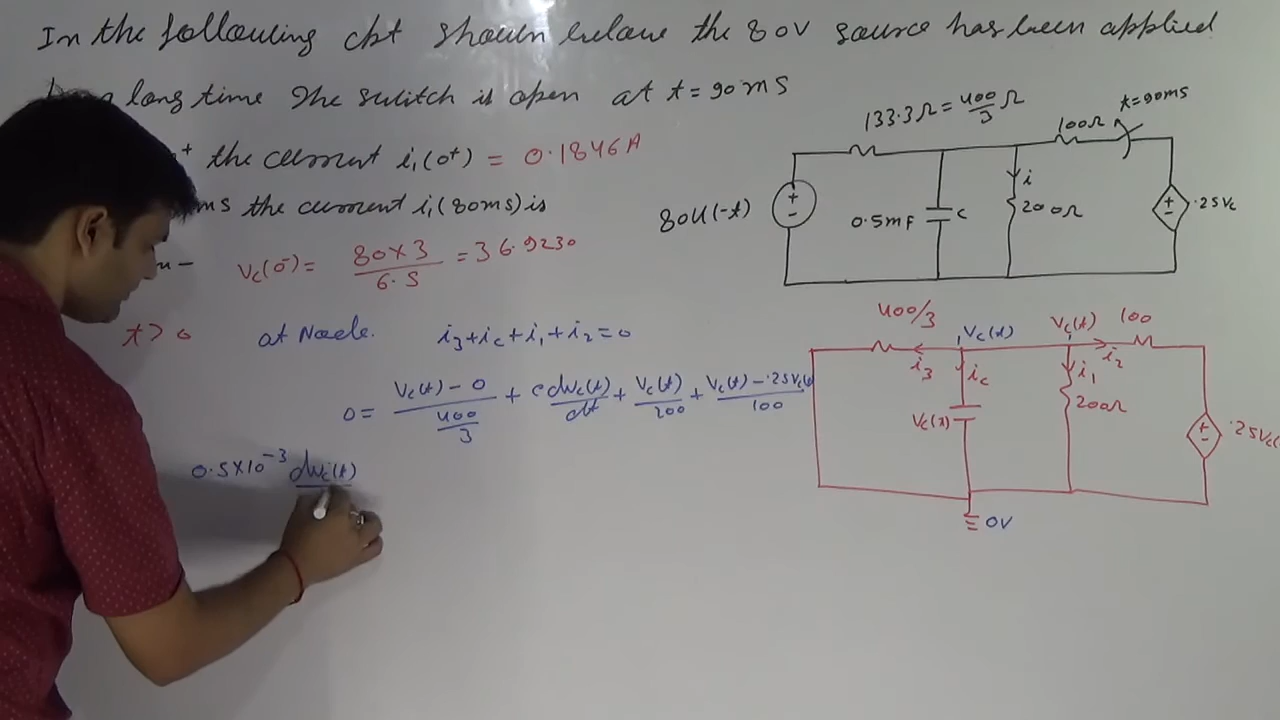 In the following ckt shown below the 80V source has been applied
long time The switch is open at t = 90ms
+ the current i₁(0⁺) = 0.1846A
ms the current i₁(80ms) is
n – Vc(0⁻) = 80×3 / 6.5 = 36.9230
t > 0 at Node. i₃ + ic + i₁ + i₂ = 0
0 = Vc(t) – 0 / 400/3 + c dvc(t)/dt + Vc(t)/200 + Vc(t) – .25Vc(t)/100
0.5×10⁻³ dvc(t)
133.3Ω = 400/3 Ω
100Ω
t=90ms
80u(-t)
+
-
0.5mF
C
i
200Ω
+
-
.25Vc
400/3
Vc(t)
Vc(t)
100
i₃
ic
i₁
i₂
Vc(t)
200Ω
+
-
.25Vc(
0V